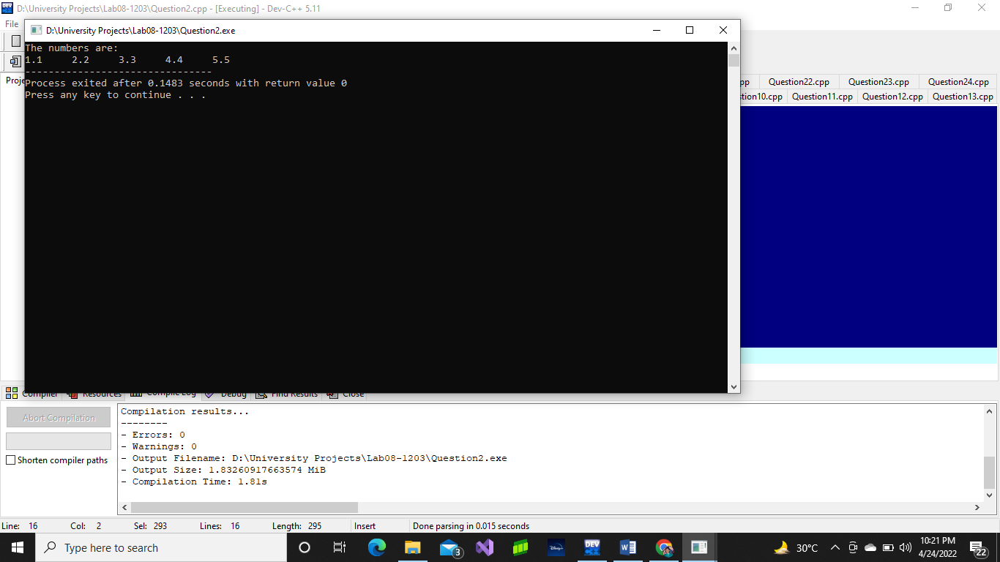 D:\University Projects\Lab08-1203\Question2.cpp - [Executing] - Dev-C++ 5.11
File
D:\University Projects\Lab08-1203\Question2.exe
The numbers are:
1.1 2.2 3.3 4.4 5.5
--------------------------------
Process exited after 0.1483 seconds with return value 0
Press any key to continue . . .
Proje
pp Question22.cpp Question23.cpp Question24.cpp
stion10.cpp Question11.cpp Question12.cpp Question13.cpp
Compiler Resources Compile Log Debug Find Results Close
Abort Compilation
Shorten compiler paths
Compilation results...
--------
- Errors: 0
- Warnings: 0
- Output Filename: D:\University Projects\Lab08-1203\Question2.exe
- Output Size: 1.83260917663574 MiB
- Compilation Time: 1.81s
Line: 16 Col: 2 Sel: 293 Lines: 16 Length: 295 Insert Done parsing in 0.015 seconds
Type here to search
3
Disney+
DEV
30°C
10:21 PM
4/24/2022
22